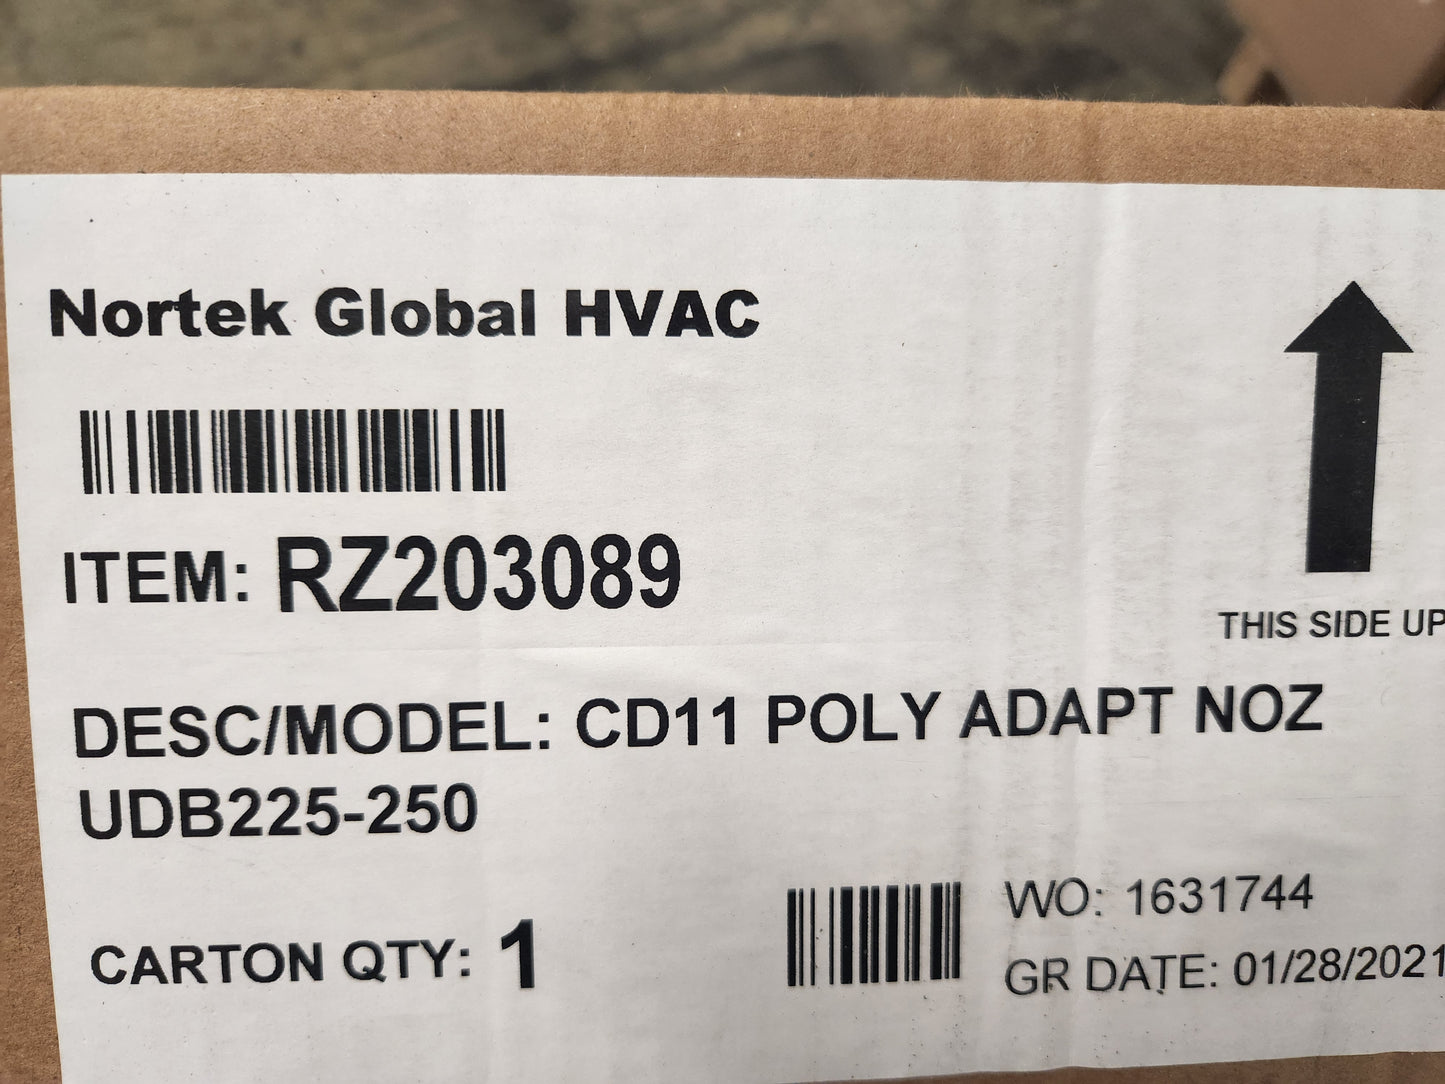 Nortek Global HVAC
ITEM: RZ203089
THIS SIDE UP
DESC/MODEL: CD11 POLY ADAPT NOZ
UDB225-250
CARTON QTY: 1
WO: 1631744
GR DATE: 01/28/2021